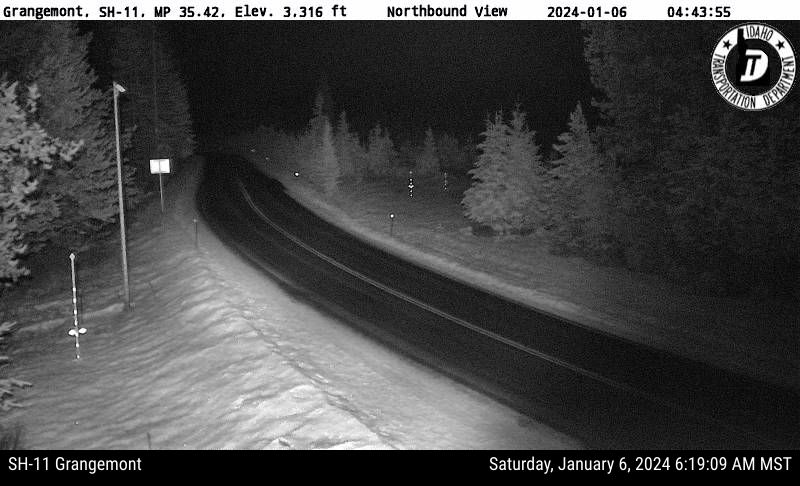 Grangemont, SH-11, MP 35.42, Elev. 3,316 ft Northbound View 2024-01-06 04:43:55
IDAHO
TRANSPORTATION DEPARTMENT
SH-11 Grangemont Saturday, January 6, 2024 6:19:09 AM MST